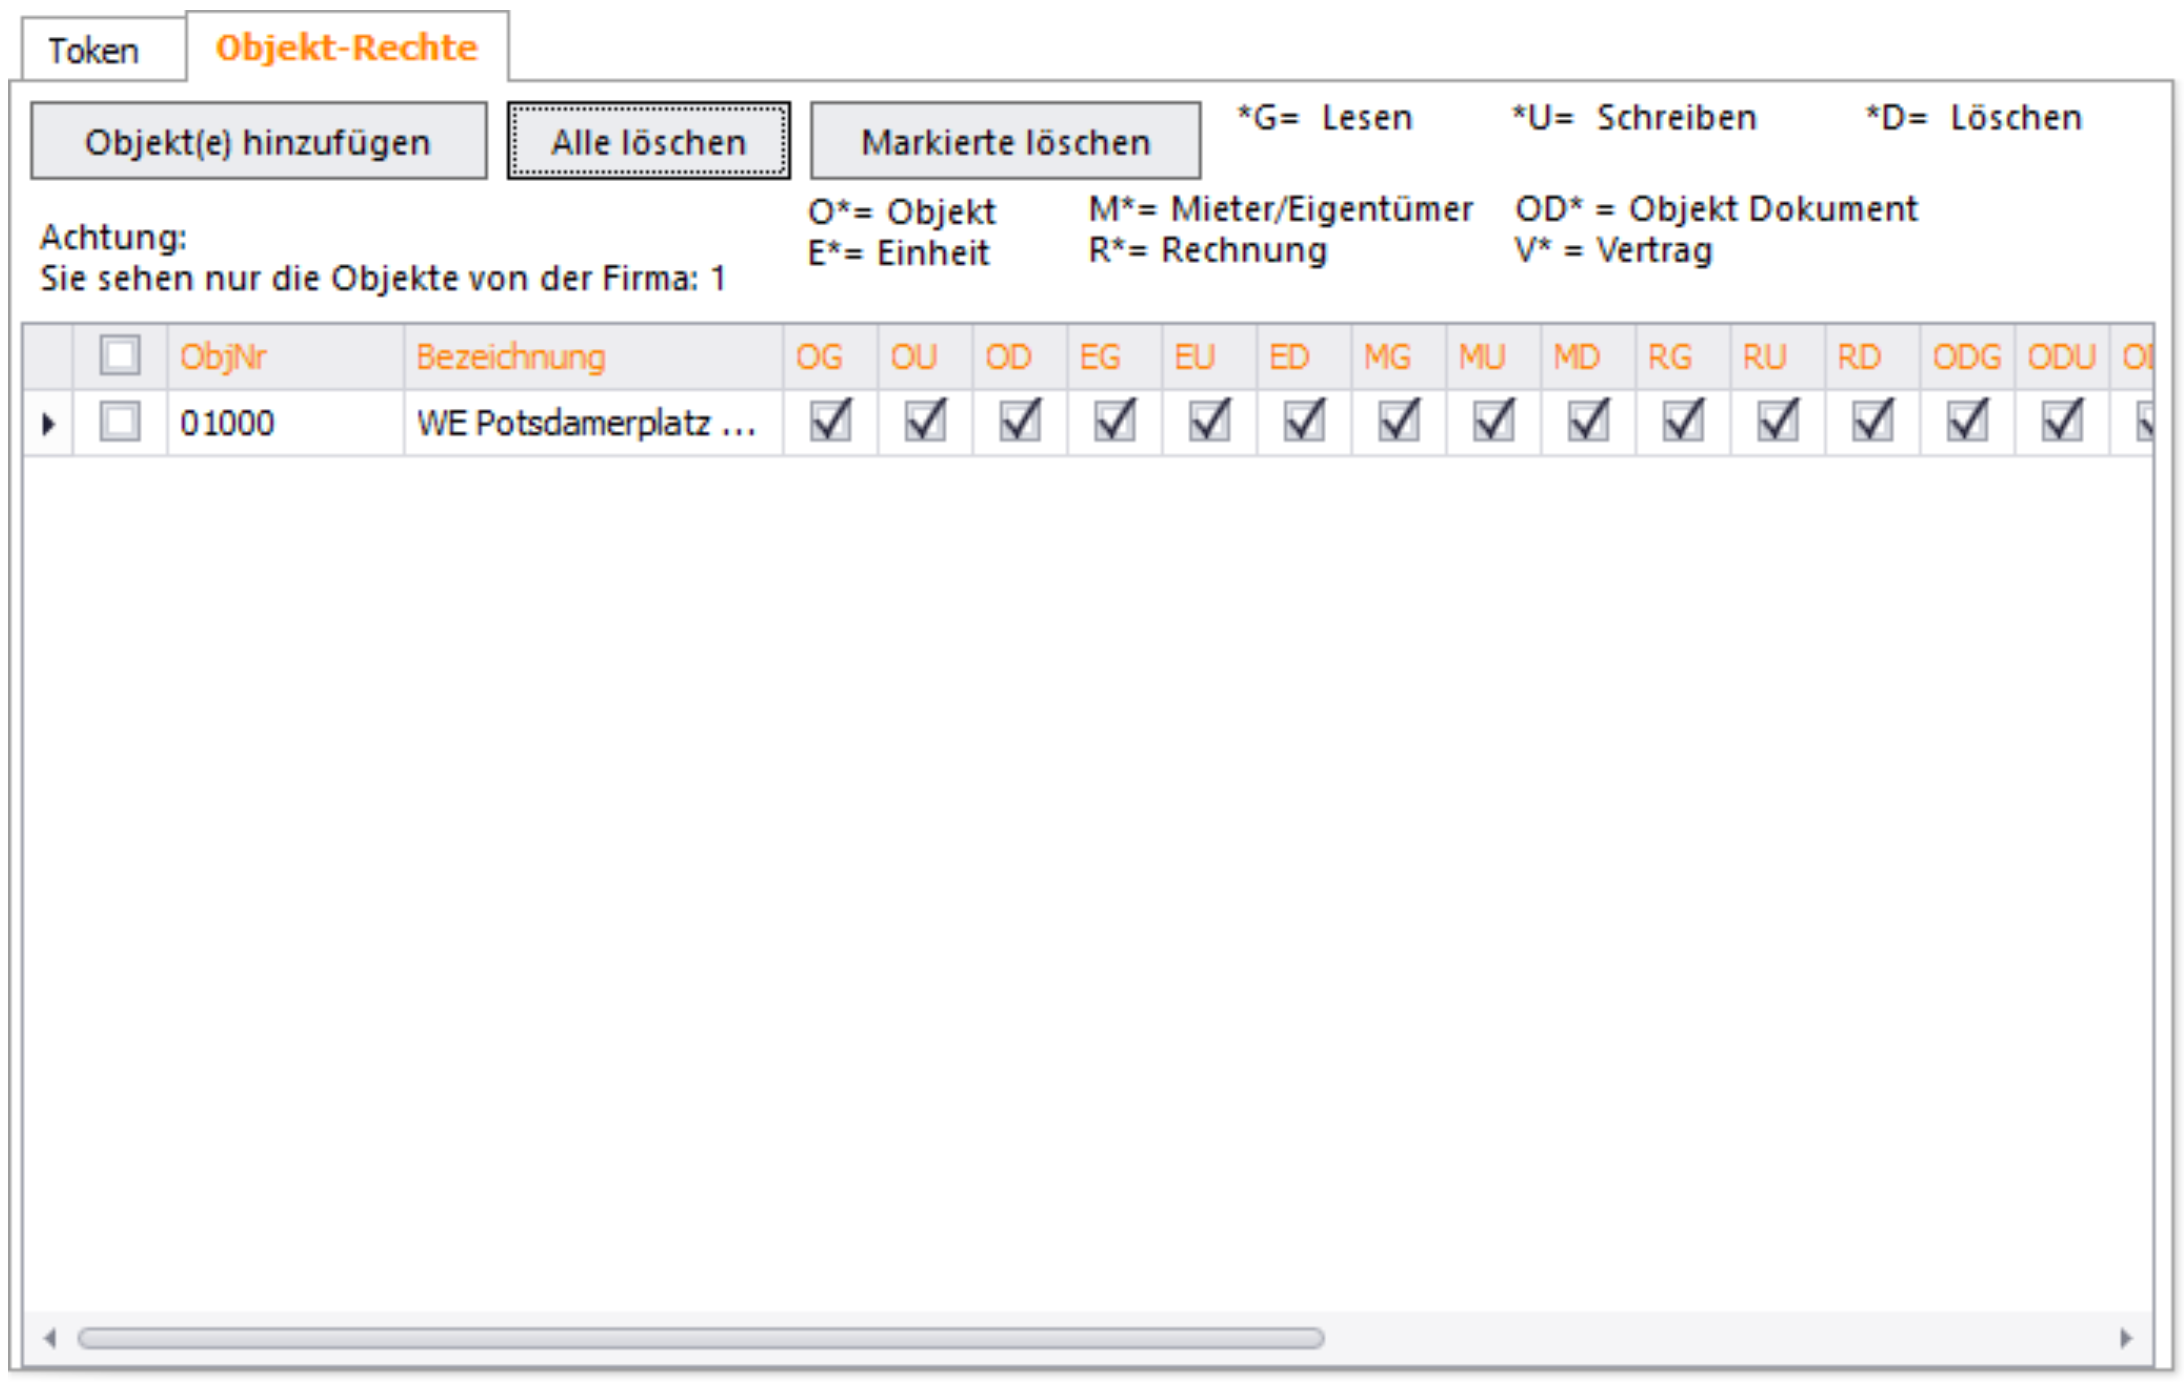 Token Objekt-Rechte
Objekt(e) hinzufügen Alle löschen Markierte löschen *G= Lesen *U= Schreiben *D= Löschen
O*= Objekt M*= Mieter/Eigentümer OD* = Objekt Dokument
Achtung:
E*= Einheit R*= Rechnung V* = Vertrag
Sie sehen nur die Objekte von der Firma: 1
ObjNr Bezeichnung OG OU OD EG EU ED MG MU MD RG RU RD ODG ODU
01000 WE Potsdamerplatz ...